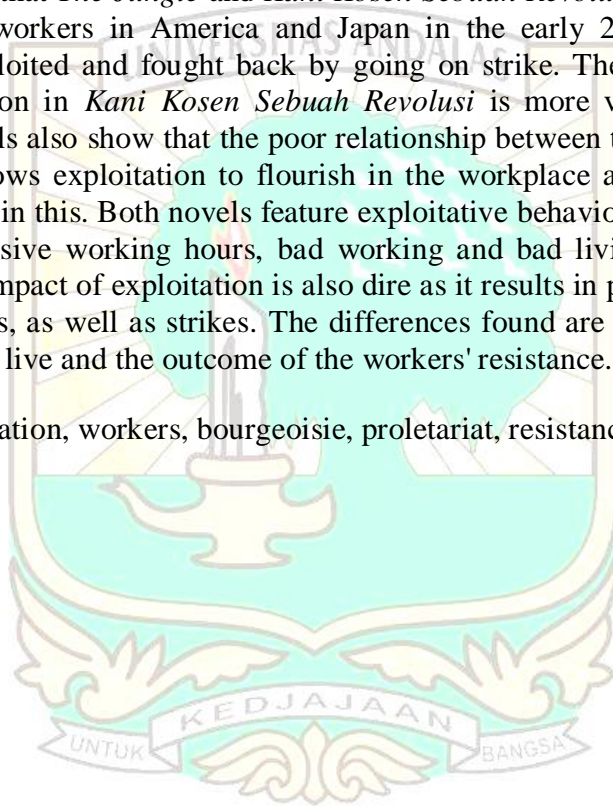 that The Jungle and Kani Kosen Sebuah Revolu
workers in America and Japan in the early 2
UNIVERSITAS ANDALAS
ploited and fought back by going on strike. The
on in Kani Kosen Sebuah Revolusi is more v
ls also show that the poor relationship between t
ows exploitation to flourish in the workplace a
in this. Both novels feature exploitative behavio
sive working hours, bad working and bad livi
mpact of exploitation is also dire as it results in p
s, as well as strikes. The differences found are
live and the outcome of the workers' resistance.
ation, workers, bourgeoisie, proletariat, resistanc
UNTUK KEDJAJAAN BANGSA